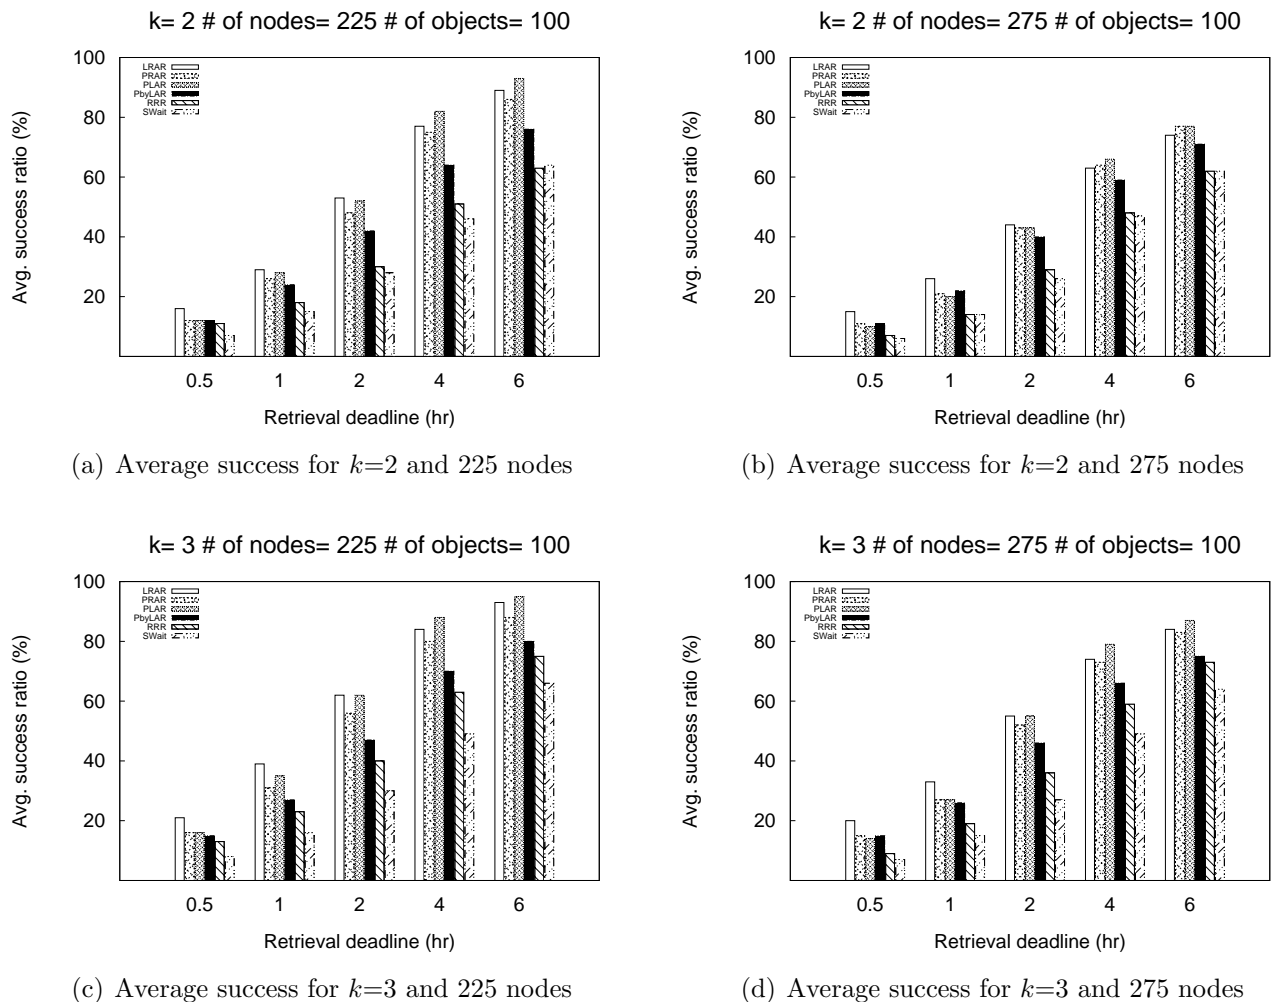 k= 2 # of nodes= 225 # of objects= 100
Avg. success ratio (%)
100
80
60
40
20
LRAR
PRAR
PLAR
PbyLAR
RRR
SWait
0.5 1 2 4 6
Retrieval deadline (hr)
(a) Average success for k=2 and 225 nodes
k= 2 # of nodes= 275 # of objects= 100
Avg. success ratio (%)
100
80
60
40
20
LRAR
PRAR
PLAR
PbyLAR
RRR
SWait
0.5 1 2 4 6
Retrieval deadline (hr)
(b) Average success for k=2 and 275 nodes
k= 3 # of nodes= 225 # of objects= 100
Avg. success ratio (%)
100
80
60
40
20
LRAR
PRAR
PLAR
PbyLAR
RRR
SWait
0.5 1 2 4 6
Retrieval deadline (hr)
(c) Average success for k=3 and 225 nodes
k= 3 # of nodes= 275 # of objects= 100
Avg. success ratio (%)
100
80
60
40
20
LRAR
PRAR
PLAR
PbyLAR
RRR
SWait
0.5 1 2 4 6
Retrieval deadline (hr)
(d) Average success for k=3 and 275 nodes